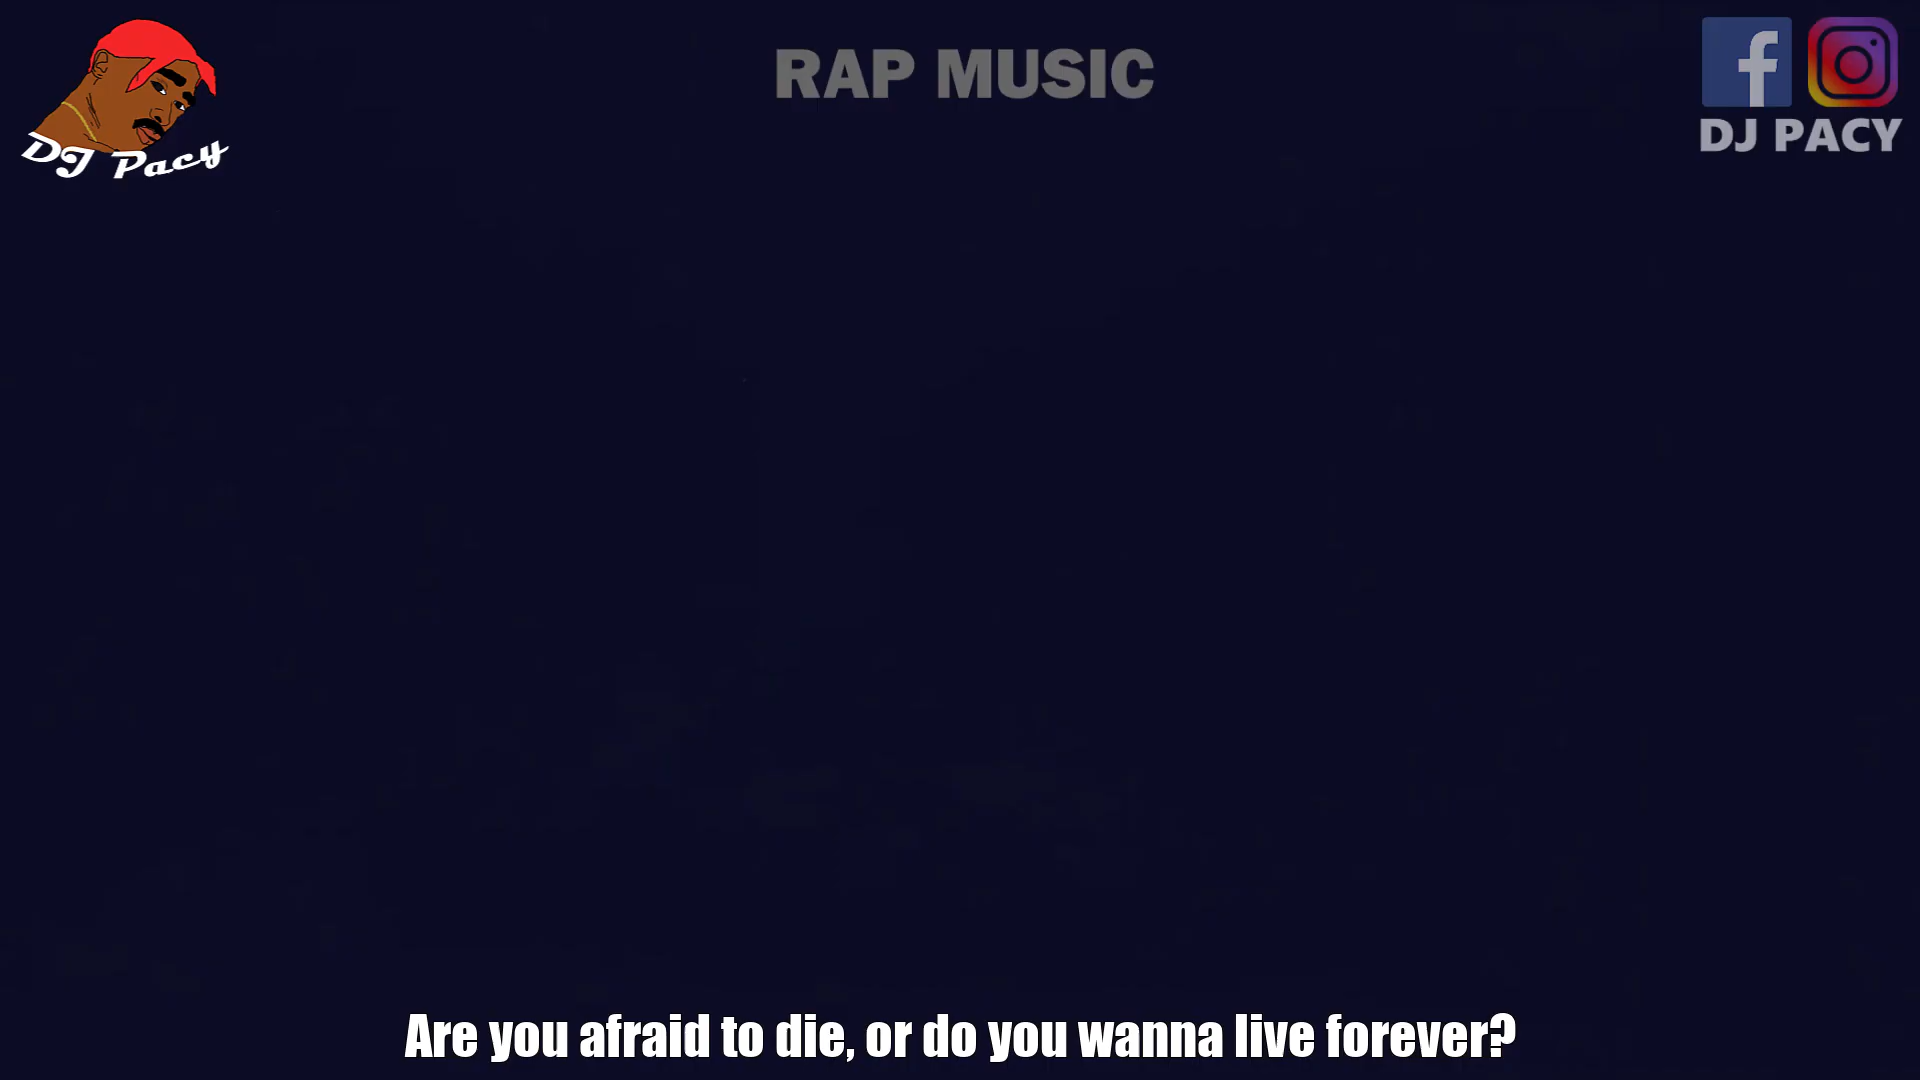 DJ Pacy
RAP MUSIC
DJ PACY
Are you afraid to die, or do you wanna live forever?